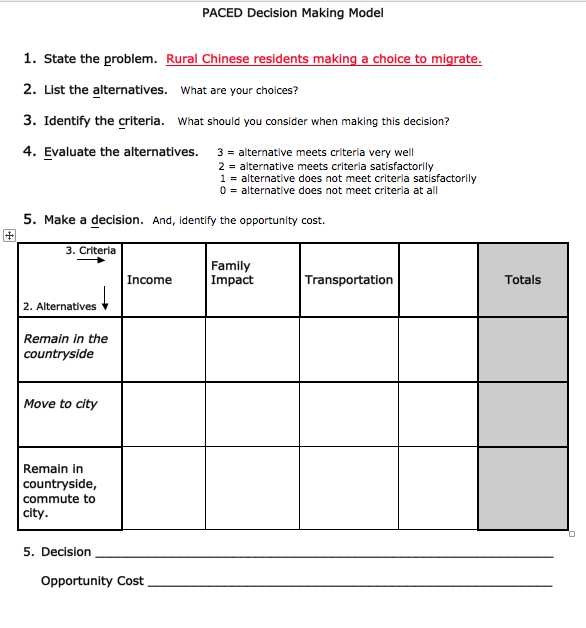 PACED Decision Making Model
1. State the problem. Rural Chinese residents making a choice to migrate.
2. List the alternatives. What are your choices?
3. Identify the criteria. What should you consider when making this decision?
4. Evaluate the alternatives. 3 = alternative meets criteria very well
2 = alternative meets criteria satisfactorily
1 = alternative does not meet criteria satisfactorily
0 = alternative does not meet criteria at all
5. Make a decision. And, identify the opportunity cost.
3. Criteria
2. Alternatives
Income
Family
Impact
Transportation
Totals
Remain in the
countryside
Move to city
Remain in
countryside,
commute to
city.
5. Decision
Opportunity Cost